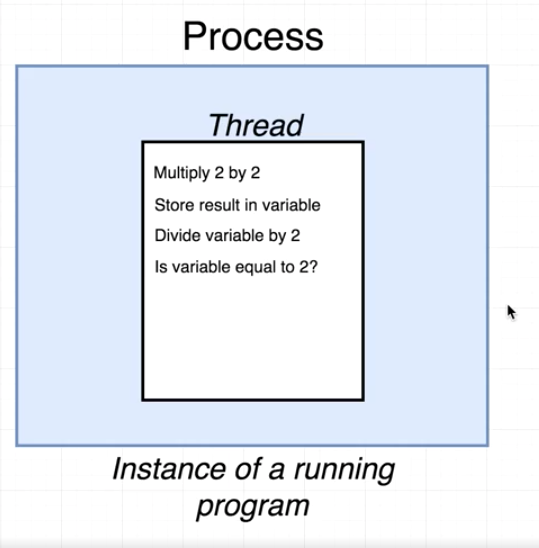 Process
Thread
Multiply 2 by 2
Store result in variable
Divide variable by 2
Is variable equal to 2?
Instance of a running
program